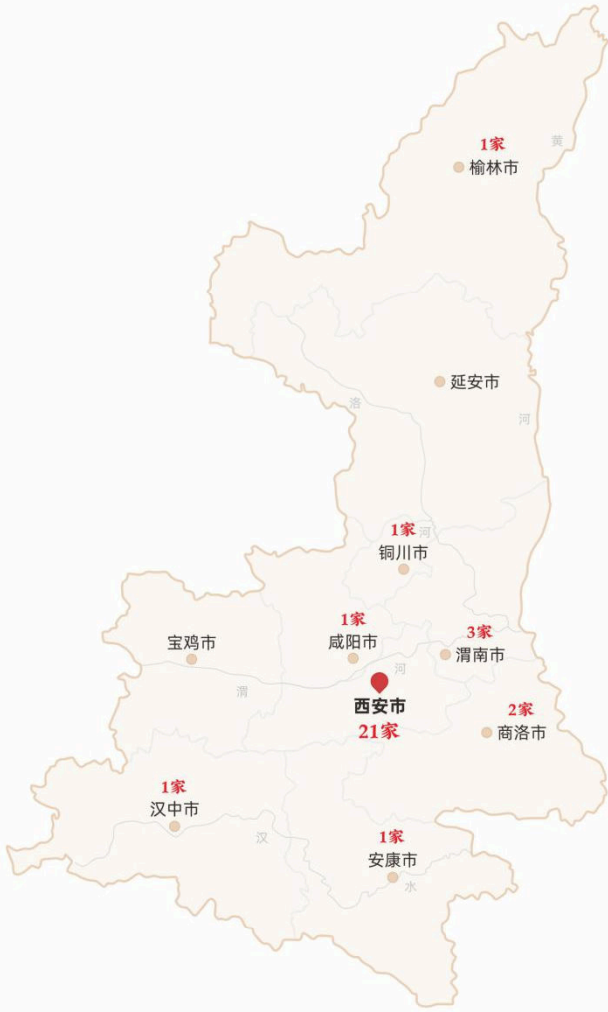 1家
榆林市
黄
延安市
洛
河
1家
河
铜川市
1家
咸阳市
3家
渭南市
宝鸡市
河
渭
西安市
21家
2家
商洛市
1家
汉中市
汉
1家
安康市
水